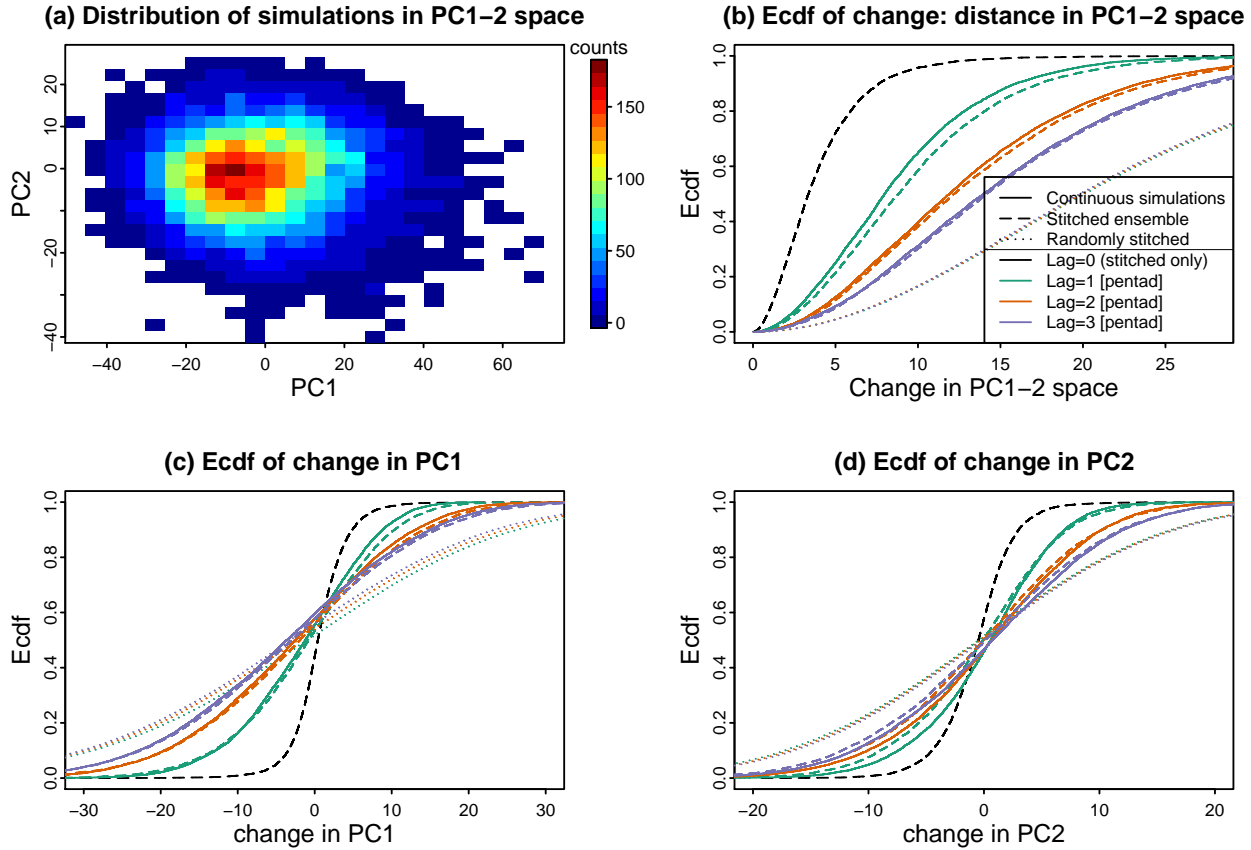 (a) Distribution of simulations in PC1−2 space
counts
PC2
20
10
0
−10
−20
−40
−40 −20 0 20 40 60
PC1
150
100
50
0
(b) Ecdf of change: distance in PC1−2 space
Ecdf
0.0 0.2 0.4 0.6 0.8 1.0
0 5 10 15 20 25
Change in PC1−2 space
Continuous simulations
Stitched ensemble
Randomly stitched
Lag=0 (stitched only)
Lag=1 [pentad]
Lag=2 [pentad]
Lag=3 [pentad]
(c) Ecdf of change in PC1
Ecdf
0.0 0.2 0.4 0.6 0.8 1.0
−30 −20 −10 0 10 20 30
change in PC1
(d) Ecdf of change in PC2
Ecdf
0.0 0.2 0.4 0.6 0.8 1.0
−20 −10 0 10 20
change in PC2